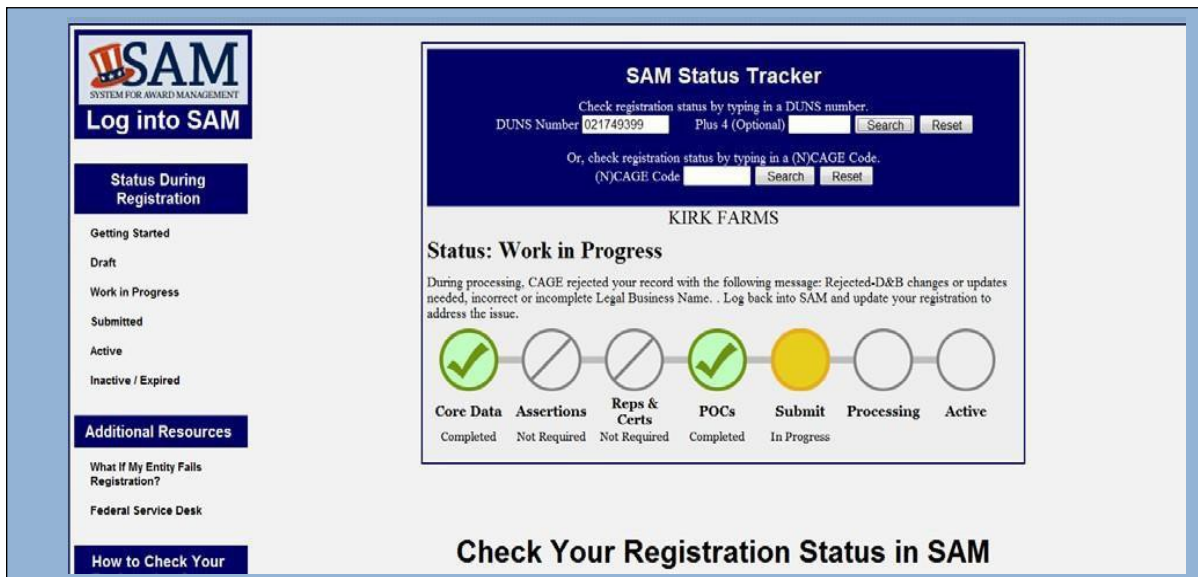 SAM
SYSTEM FOR AWARD MANAGEMENT
Log into SAM
Status During
Registration
Getting Started
Draft
Work in Progress
Submitted
Active
Inactive / Expired
Additional Resources
What If My Entity Fails
Registration?
Federal Service Desk
How to Check Your
SAM Status Tracker
Check registration status by typing in a DUNS number.
DUNS Number 021749399 Plus 4 (Optional) Search Reset
Or, check registration status by typing in a (N)CAGE Code.
(N)CAGE Code Search Reset
KIRK FARMS
Status: Work in Progress
During processing, CAGE rejected your record with the following message: Rejected-D&B changes or updates
needed, incorrect or incomplete Legal Business Name. . Log back into SAM and update your registration to
address the issue.
Core Data Assertions Reps & Certs POCs Submit Processing Active
Completed Not Required Not Required Completed In Progress
Check Your Registration Status in SAM